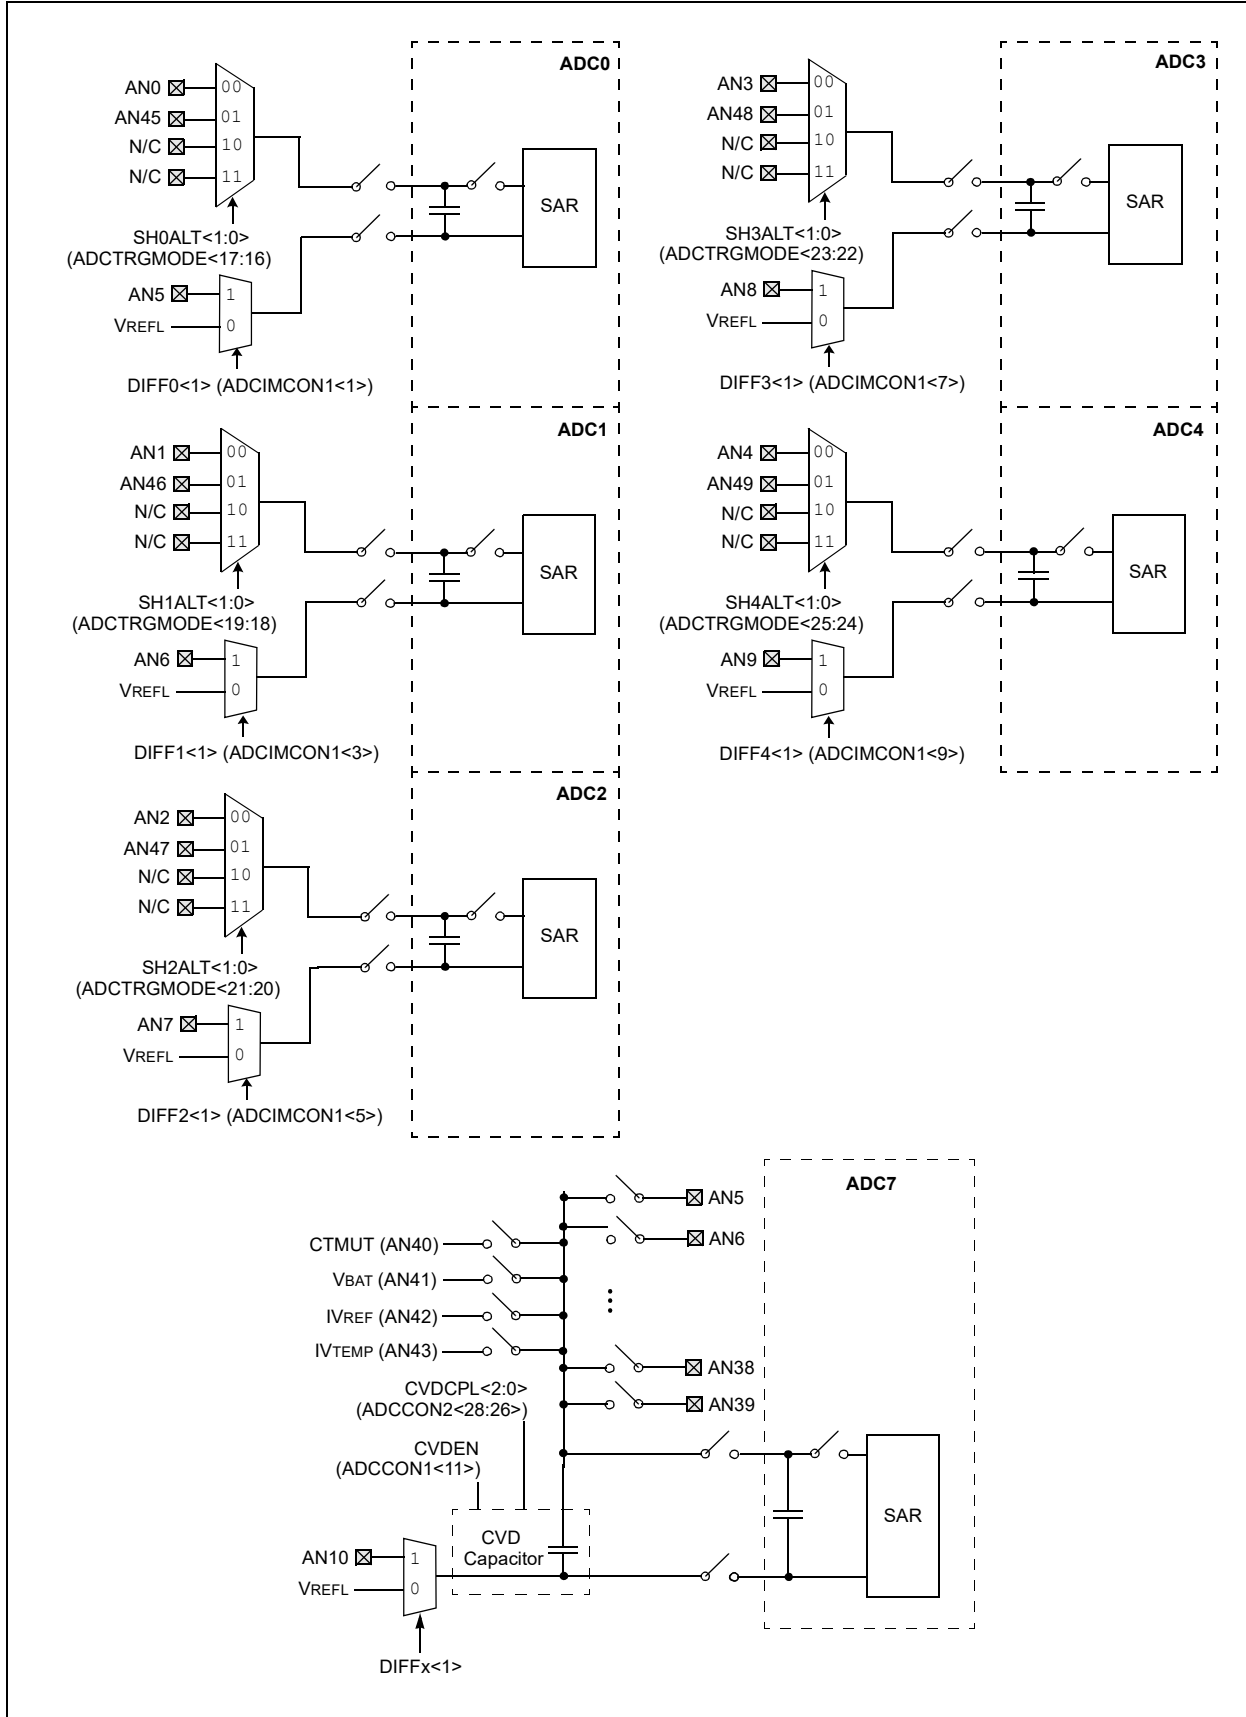 ADC0
AN0 00
AN45 01
N/C 10
N/C 11
SAR
SH0ALT<1:0>
(ADCTRGMODE<17:16)
AN5 1
VREFL 0
DIFF0<1> (ADCIMCON1<1>)
ADC1
AN1 00
AN46 01
N/C 10
N/C 11
SAR
SH1ALT<1:0>
(ADCTRGMODE<19:18)
AN6 1
VREFL 0
DIFF1<1> (ADCIMCON1<3>)
ADC2
AN2 00
AN47 01
N/C 10
N/C 11
SAR
SH2ALT<1:0>
(ADCTRGMODE<21:20)
AN7 1
VREFL 0
DIFF2<1> (ADCIMCON1<5>)
ADC3
AN3 00
AN48 01
N/C 10
N/C 11
SAR
SH3ALT<1:0>
(ADCTRGMODE<23:22)
AN8 1
VREFL 0
DIFF3<1> (ADCIMCON1<7>)
ADC4
AN4 00
AN49 01
N/C 10
N/C 11
SAR
SH4ALT<1:0>
(ADCTRGMODE<25:24)
AN9 1
VREFL 0
DIFF4<1> (ADCIMCON1<9>)
ADC7
AN5
AN6
CTMUT (AN40)
VBAT (AN41)
IVREF (AN42)
IVTEMP (AN43)
AN38
AN39
CVDCPL<2:0>
(ADCCON2<28:26>)
CVDEN
(ADCCON1<11>)
SAR
CVD
Capacitor
AN10 1
VREFL 0
DIFFx<1>